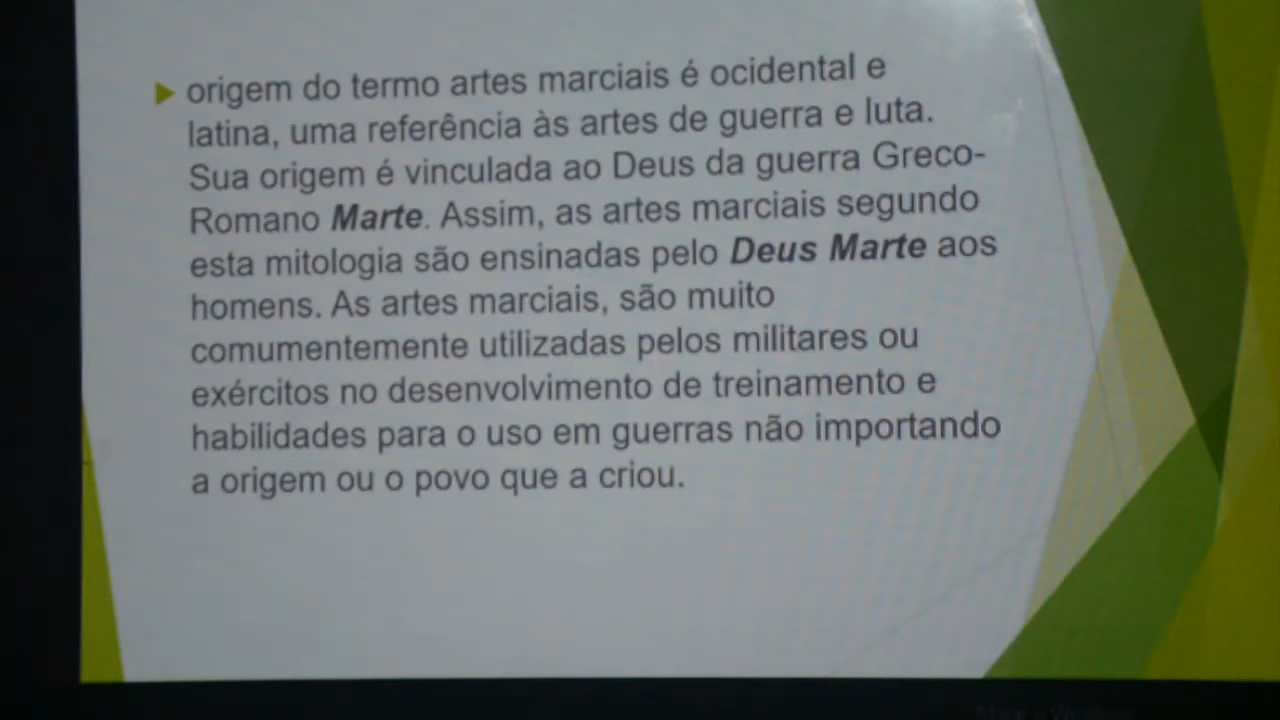 origem do termo artes marciais é ocidental e
latina, uma referência às artes de guerra e luta.
Sua origem é vinculada ao Deus da guerra Greco-
Romano Marte. Assim, as artes marciais segundo
esta mitologia são ensinadas pelo Deus Marte aos
homens. As artes marciais, são muito
comumentemente utilizadas pelos militares ou
exércitos no desenvolvimento de treinamento e
habilidades para o uso em guerras não importando
a origem ou o povo que a criou.